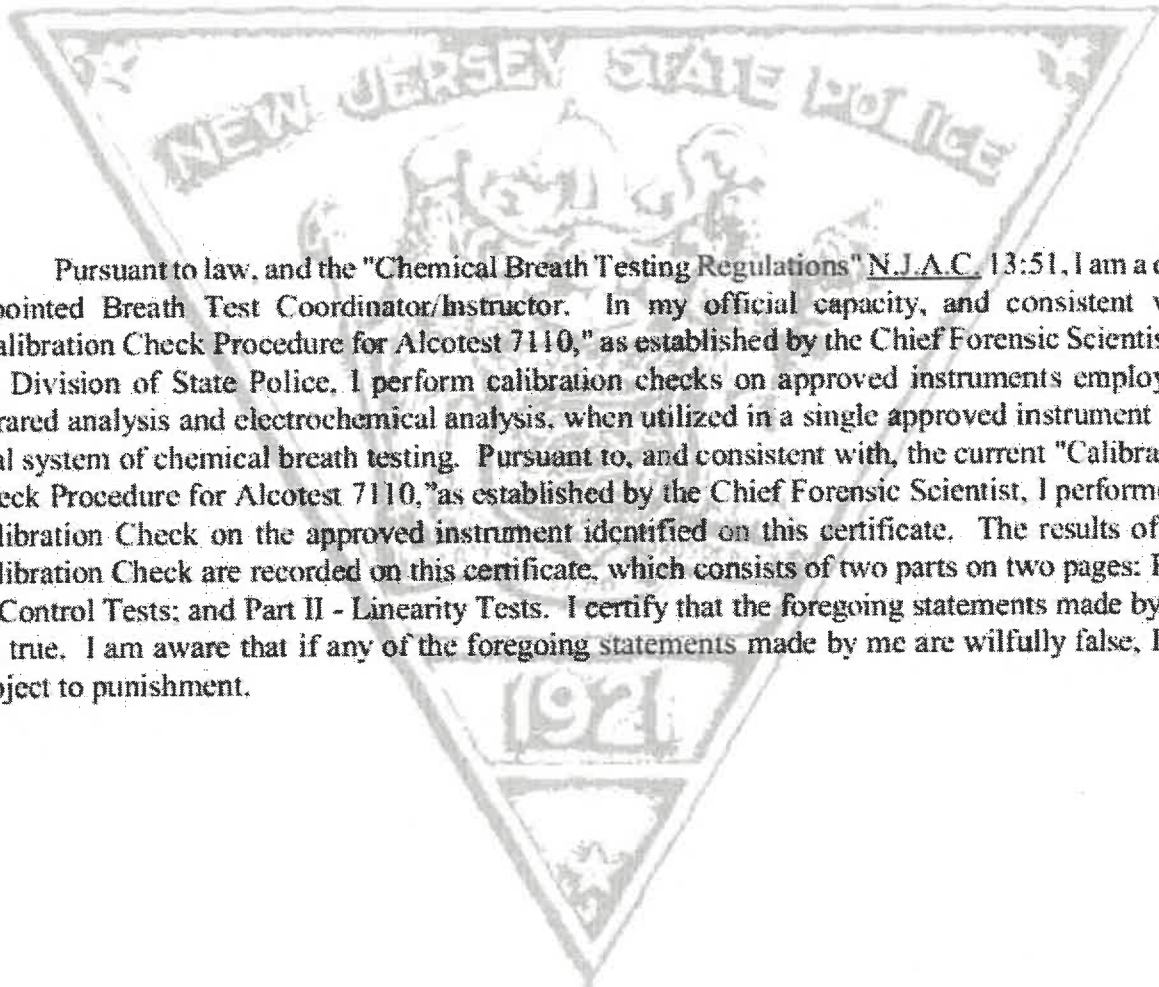 NEW JERSEY STATE POLICE
Pursuant to law, and the "Chemical Breath Testing Regulations" N.J.A.C. 13:51, I am a d
pointed Breath Test Coordinator/Instructor. In my official capacity, and consistent w
alibration Check Procedure for Alcotest 7110," as established by the Chief Forensic Scientis
Division of State Police, I perform calibration checks on approved instruments employ
rared analysis and electrochemical analysis, when utilized in a single approved instrument
al system of chemical breath testing. Pursuant to, and consistent with, the current "Calibra
eck Procedure for Alcotest 7110,"as established by the Chief Forensic Scientist, I performe
libration Check on the approved instrument identified on this certificate. The results of
libration Check are recorded on this certificate, which consists of two parts on two pages: P
Control Tests; and Part II - Linearity Tests. I certify that the foregoing statements made by
true. I am aware that if any of the foregoing statements made by me are wilfully false, I
bject to punishment.
1921